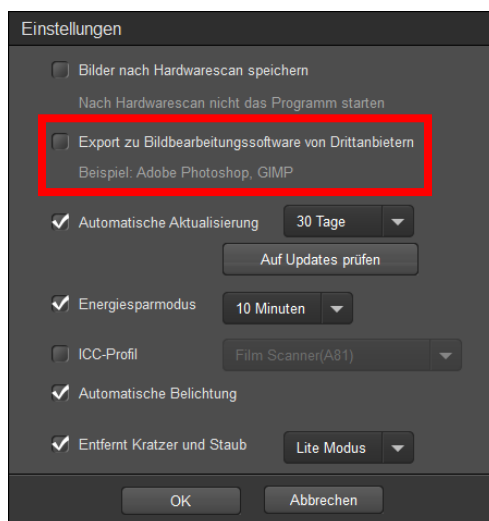 Einstellungen
Bilder nach Hardwarescan speichern
Nach Hardwarescan nicht das Programm starten
Export zu Bildbearbeitungssoftware von Drittanbietern
Beispiel: Adobe Photoshop, GIMP
Automatische Aktualisierung 30 Tage
Auf Updates prüfen
Energiesparmodus 10 Minuten
ICC-Profil Film Scanner(A81)
Automatische Belichtung
Entfernt Kratzer und Staub Lite Modus
OK Abbrechen